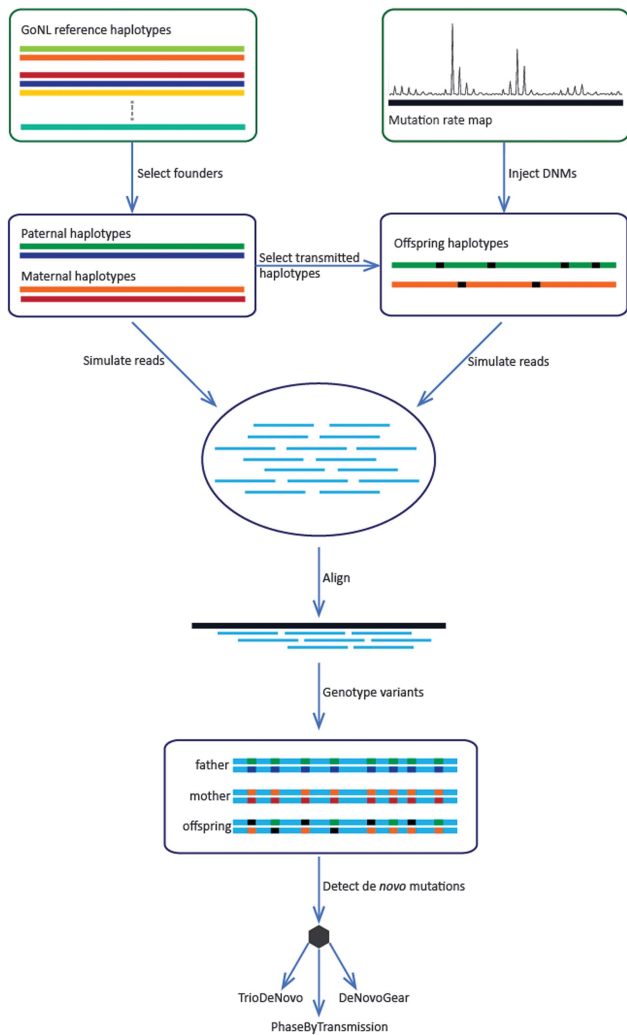 GoNL reference haplotypes
Mutation rate map
Select founders
Inject DNMs
Paternal haplotypes
Maternal haplotypes
Select transmitted
haplotypes
Offspring haplotypes
Simulate reads
Simulate reads
Align
Genotype variants
father
mother
offspring
Detect de novo mutations
TrioDeNovo
DeNovoGear
PhaseByTransmission